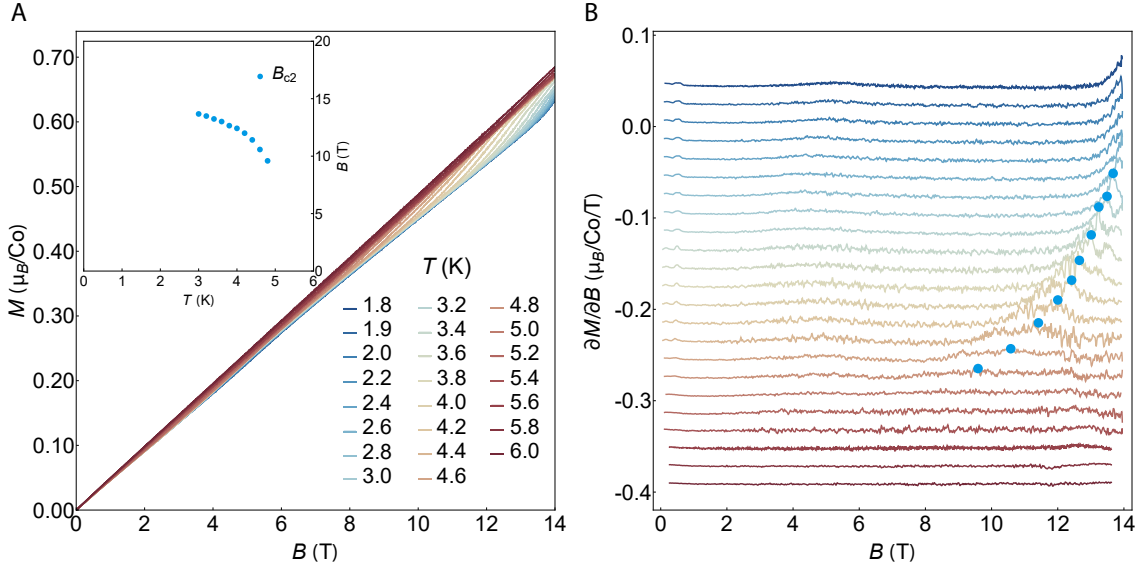 A
M (μB/Co)
0.70
0.60
0.50
0.40
0.30
0.20
0.10
0.00
0 2 4 6 8 10 12 14
B (T)
Bc2
20
15
10
5
0
B (T)
0 1 2 3 4 5 6
T (K)
T (K)
1.8 3.2 4.8
1.9 3.4 5.0
2.0 3.6 5.2
2.2 3.8 5.4
2.4 4.0 5.6
2.6 4.2 5.8
2.8 4.4 6.0
3.0 4.6
B
∂M/∂B (μB/Co/T)
0.1
0.0
-0.1
-0.2
-0.3
-0.4
0 2 4 6 8 10 12 14
B (T)